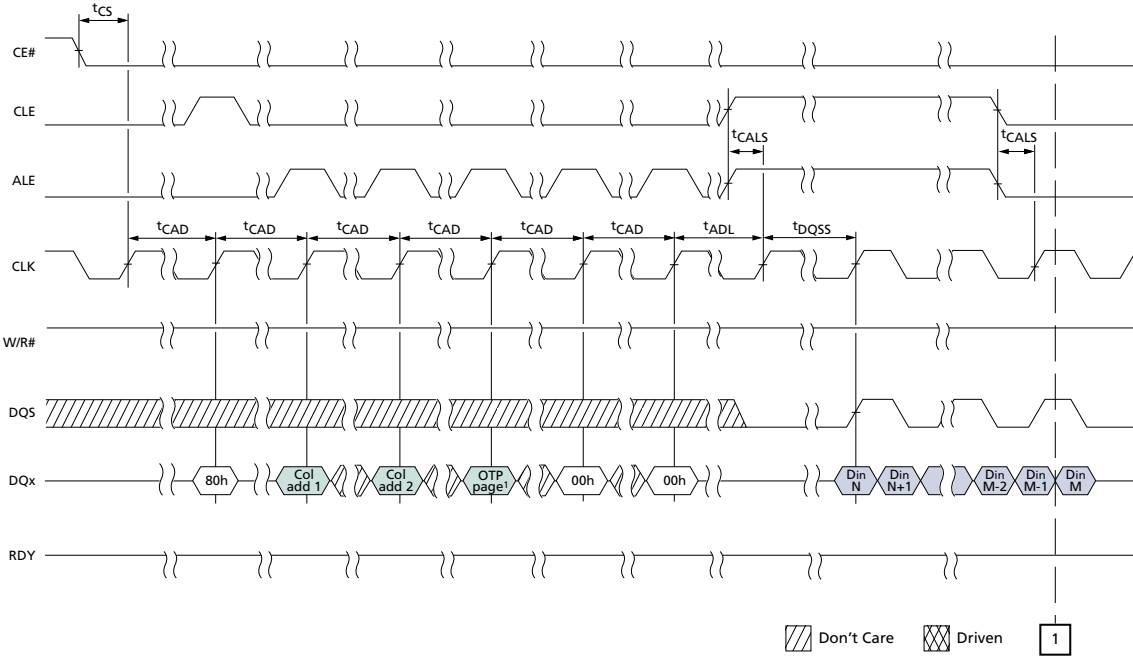 tCS
CE#
CLE
tCALS
tCALS
ALE
tCAD
tCAD
tCAD
tCAD
tCAD
tCAD
tADL
tDQSS
CLK
W/R#
DQS
DQx
80h
Col
add 1
Col
add 2
OTP
page1
00h
00h
Din
N
Din
N+1
Din
M-2
Din
M-1
Din
M
RDY
Don't Care
Driven
1